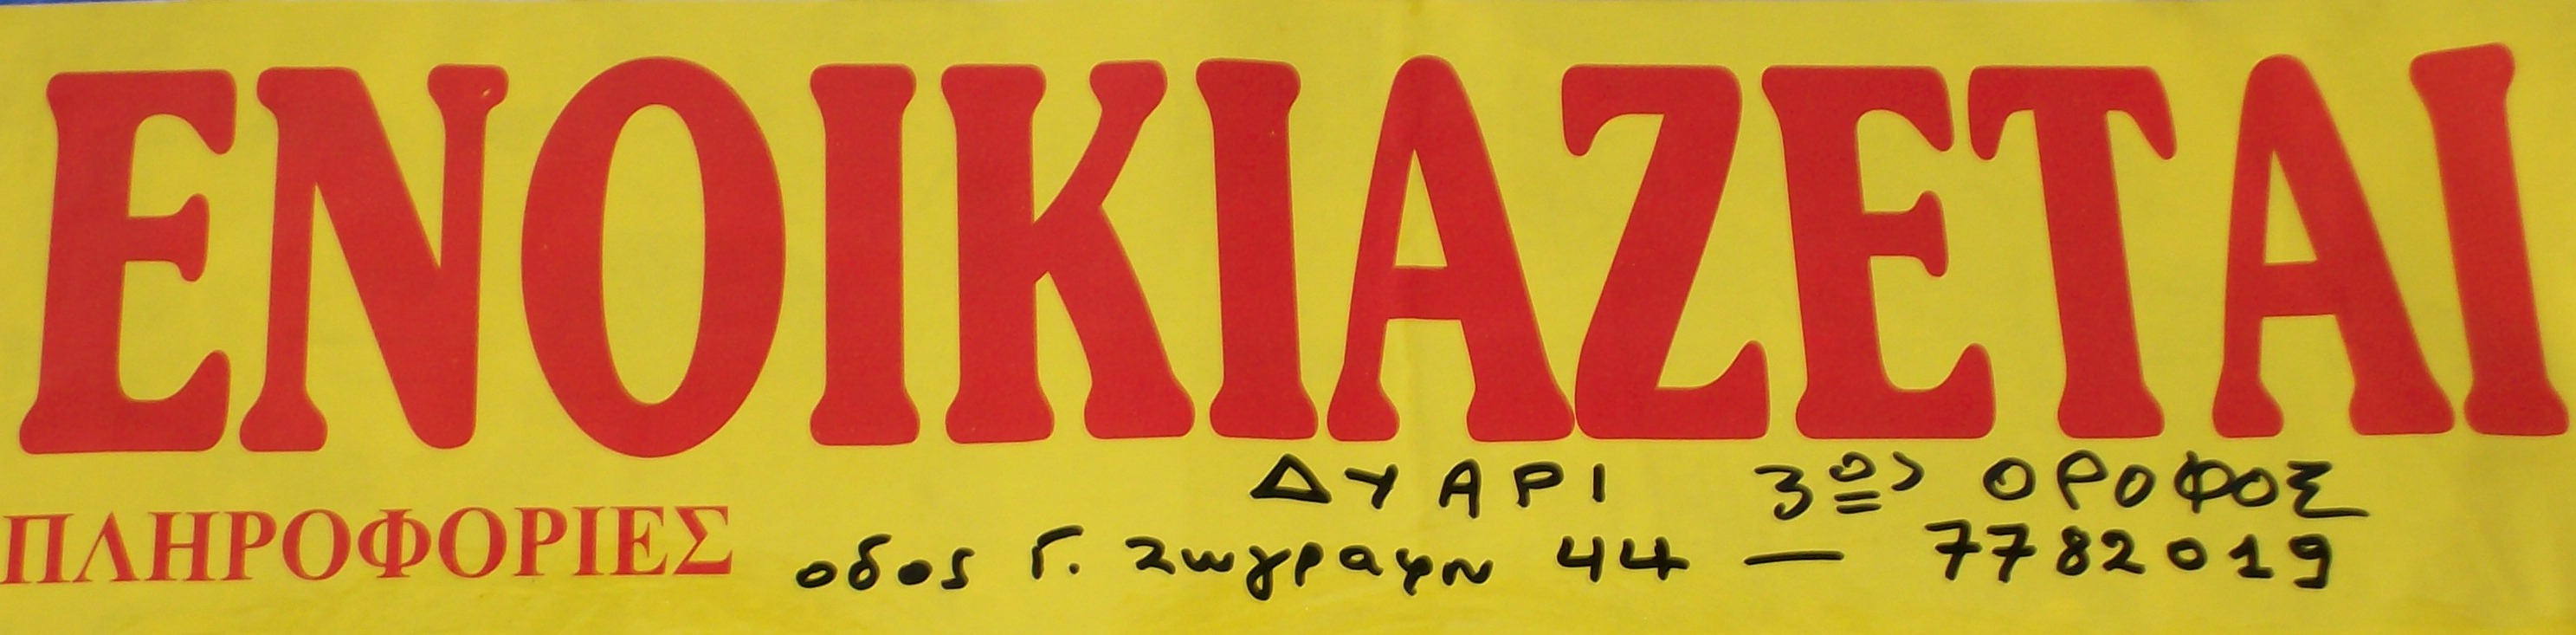 ΕΝΟΙΚΙΑΖΕΤΑΙ
ΔΥΑΡΙ 3ος ΟΡΟΦΟΣ
ΠΛΗΡΟΦΟΡΙΕΣ οδος Γ. Ζωγραφη 44 — 7782019